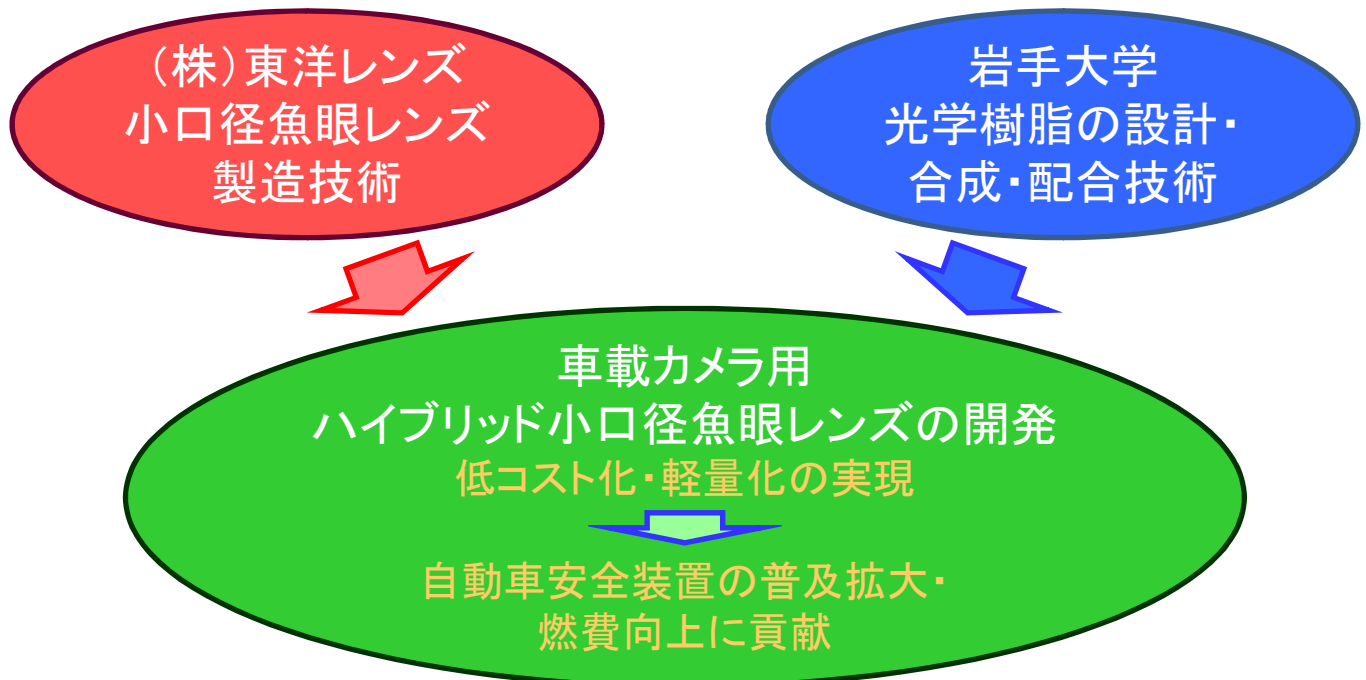 （株）東洋レンズ
小口径魚眼レンズ
製造技術
岩手大学
光学樹脂の設計・
合成・配合技術
車載カメラ用
ハイブリッド小口径魚眼レンズの開発
低コスト化・軽量化の実現
自動車安全装置の普及拡大・
燃費向上に貢献